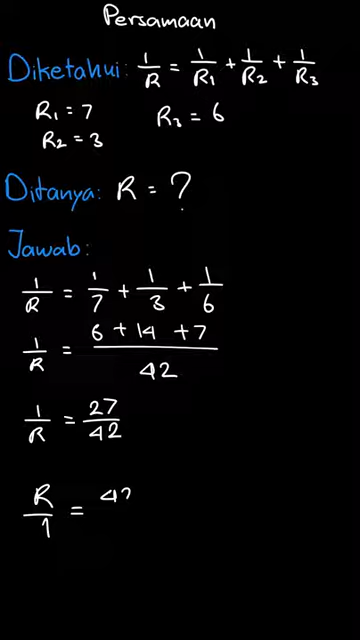 Persamaan
Diketahui: 1/R = 1/R₁ + 1/R₂ + 1/R₃
R₁ = 7 R₃ = 6
R₂ = 3
Ditanya: R = ?
Jawab:
1/R = 1/7 + 1/3 + 1/6
1/R = (6 + 14 + 7)/42
1/R = 27/42
R/1 = 4